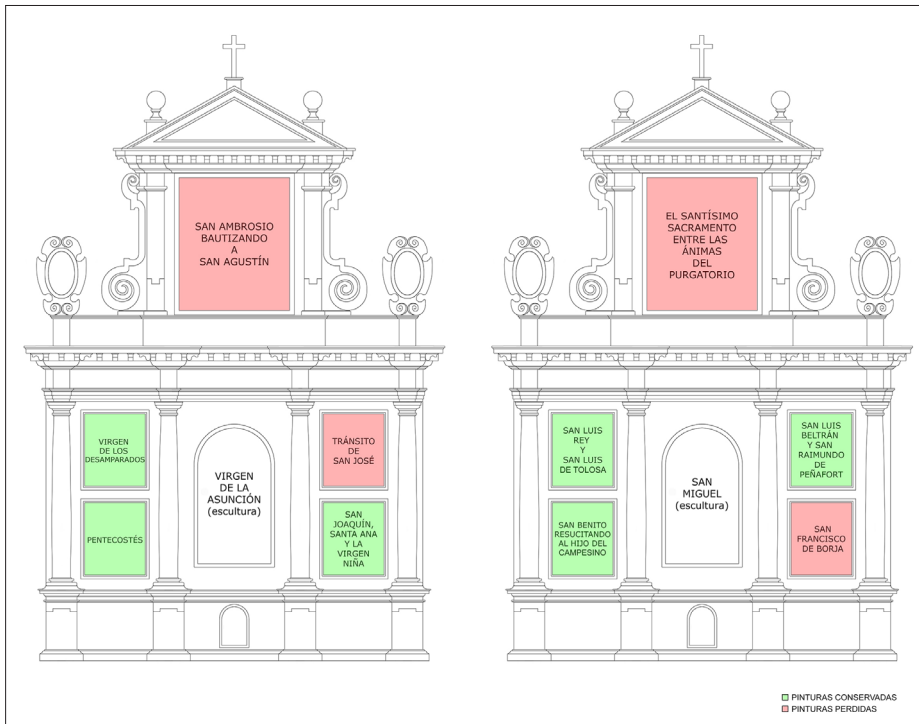 SAN AMBROSIO
BAUTIZANDO
A
SAN AGUSTÍN
VIRGEN
DE LOS
DESAMPARADOS
PENTECOSTÉS
VIRGEN
DE LA
ASUNCIÓN
(escultura)
TRÁNSITO
DE
SAN JOSÉ
SAN
JOAQUÍN,
SANTA ANA
Y LA
VIRGEN
NIÑA
EL SANTÍSIMO
SACRAMENTO
ENTRE LAS
ÁNIMAS
DEL
PURGATORIO
SAN LUIS
REY
Y
SAN LUIS
DE TOLOSA
SAN BENITO
RESUCITANDO
AL HIJO DEL
CAMPESINO
SAN
MIGUEL
(escultura)
SAN LUIS
BELTRÁN
Y SAN
RAIMUNDO
DE
PEÑAFORT
SAN
FRANCISCO
DE BORJA
PINTURAS CONSERVADAS
PINTURAS PERDIDAS